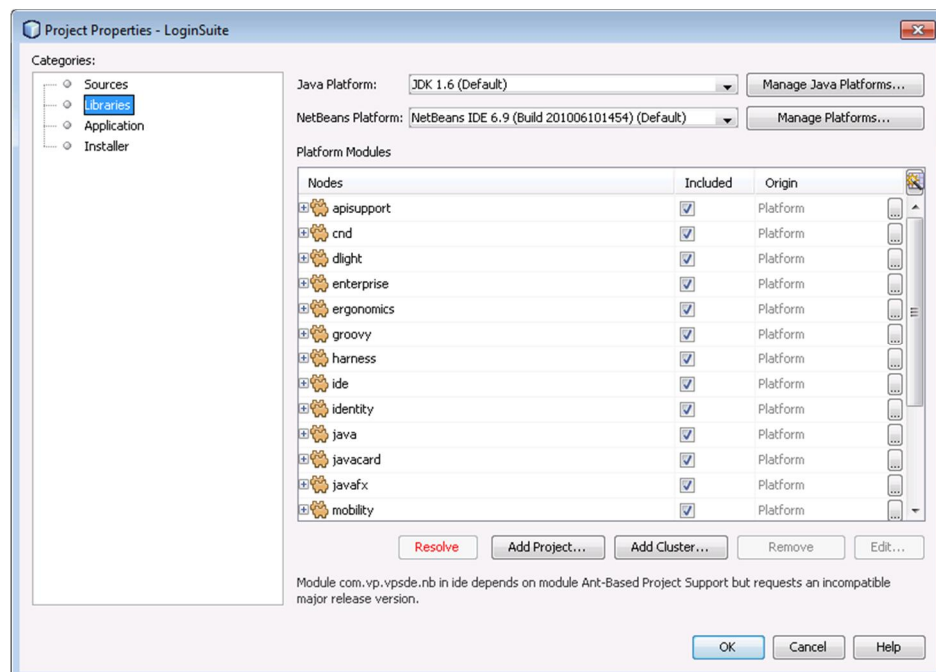 Project Properties - LoginSuite
Categories:
Sources
Libraries
Application
Installer
Java Platform: JDK 1.6 (Default) Manage Java Platforms...
NetBeans Platform: NetBeans IDE 6.9 (Build 201006101454) (Default) Manage Platforms...
Platform Modules
Nodes Included Origin
apisupport Platform ...
cnd Platform ...
dlight Platform ...
enterprise Platform ...
ergonomics Platform ...
groovy Platform ...
harness Platform ...
ide Platform ...
identity Platform ...
java Platform ...
javacard Platform ...
javafx Platform ...
mobility Platform ...
Resolve Add Project... Add Cluster... Remove Edit...
Module com.vp.vpsde.nb in ide depends on module Ant-Based Project Support but requests an incompatible
major release version.
OK Cancel Help